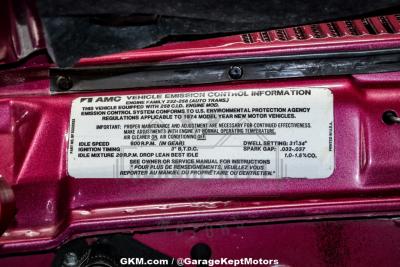 AMC VEHICLE EMISSION CONTROL INFORMATION
ENGINE FAMILY 232-258 (AUTO TRANS.)
THIS VEHICLE EQUIPPED WITH 258 C.I.D. ENGINE MOD.
EMISSION CONTROL SYSTEM CONFORMS TO U.S. ENVIRONMENTAL PROTECTION AGENCY
REGULATIONS APPLICABLE TO 1974 MODEL YEAR NEW MOTOR VEHICLES.
IMPORTANT: PROPER MAINTENANCE AND ADJUSTMENT ARE NECESSARY FOR CONTINUED EFFECTIVENESS.
MAKE ADJUSTMENTS WITH ENGINE AT NORMAL OPERATING TEMPERATURE,
AIR CLEANER ON, AIR CONDITIONING OFF:
IDLE SPEED 600 R.P.M. (IN GEAR) DWELL SETTING: 31°-34°
IGNITION TIMING 3° B.T.D.C. SPARK GAP: .033-.037
IDLE MIXTURE 20 R.P.M. DROP LEAN BEST IDLE 1.0-1.5% CO.
SEE OWNER OR SERVICE MANUAL FOR INSTRUCTIONS
"POUR PLUS DE RENSEIGNEMENTS, VEUILLEZ VOUS
REPORTER AU MANUEL DU PROPRIÉTAIRE OU D'ENTRETIEN."
GKM.com | @GarageKeptMotors